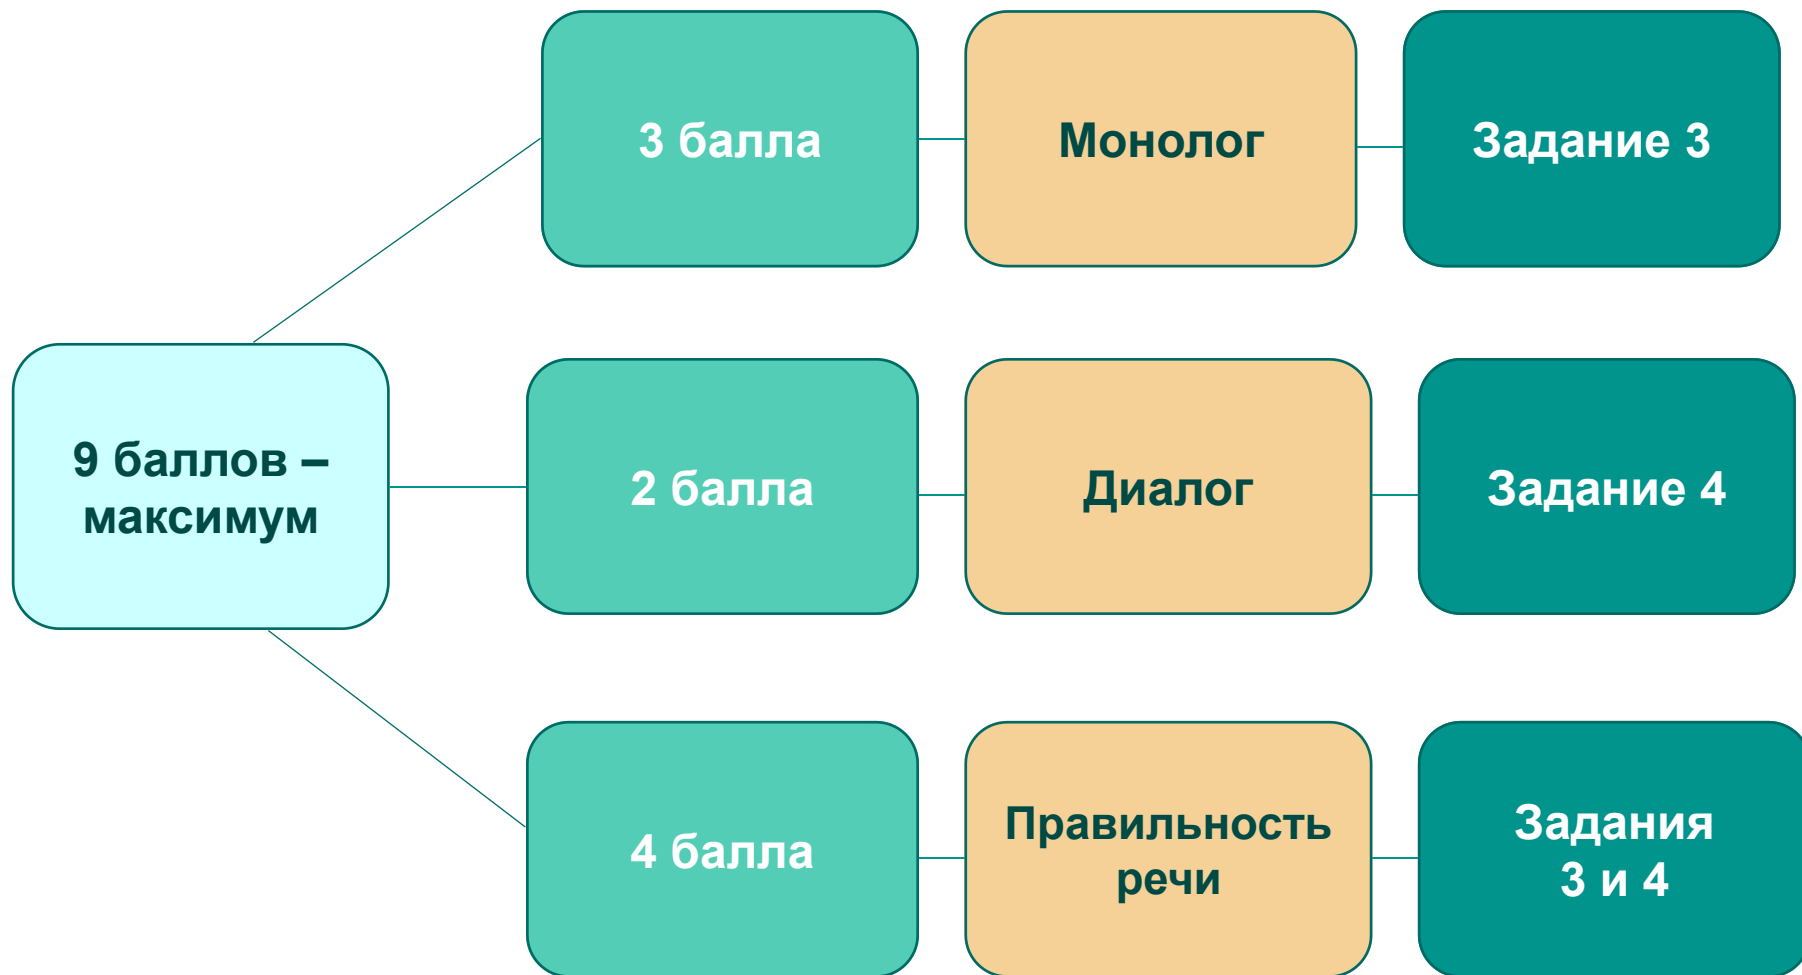 3 балла
Монолог
Задание 3
9 баллов –
максимум
2 балла
Диалог
Задание 4
4 балла
Правильность
речи
Задания
3 и 4